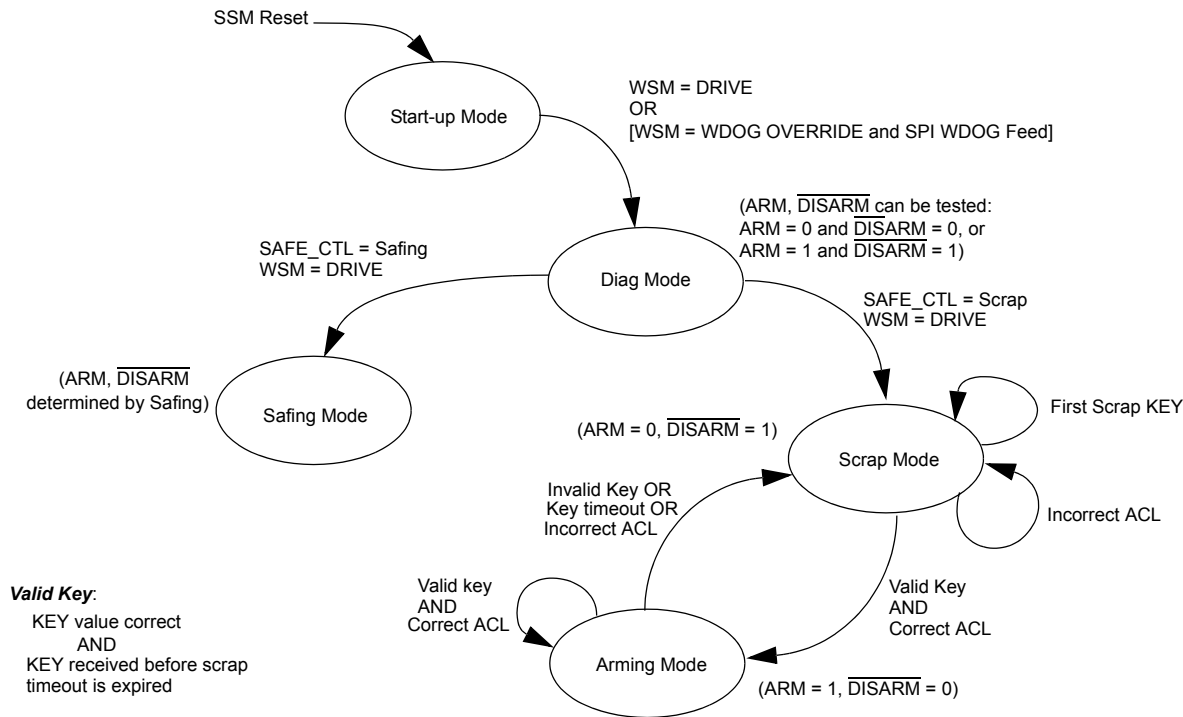 SSM Reset
Start-up Mode
WSM = DRIVE
OR
[WSM = WDOG OVERRIDE and SPI WDOG Feed]
(ARM, DISARM can be tested:
ARM = 0 and DISARM = 0, or
ARM = 1 and DISARM = 1)
SAFE_CTL = Safing
WSM = DRIVE
Diag Mode
SAFE_CTL = Scrap
WSM = DRIVE
(ARM, DISARM
determined by Safing)
Safing Mode
First Scrap KEY
(ARM = 0, DISARM = 1)
Scrap Mode
Invalid Key OR
Key timeout OR
Incorrect ACL
Incorrect ACL
Valid Key:
KEY value correct
AND
KEY received before scrap
timeout is expired
Valid key
AND
Correct ACL
Valid Key
AND
Correct ACL
Arming Mode
(ARM = 1, DISARM = 0)